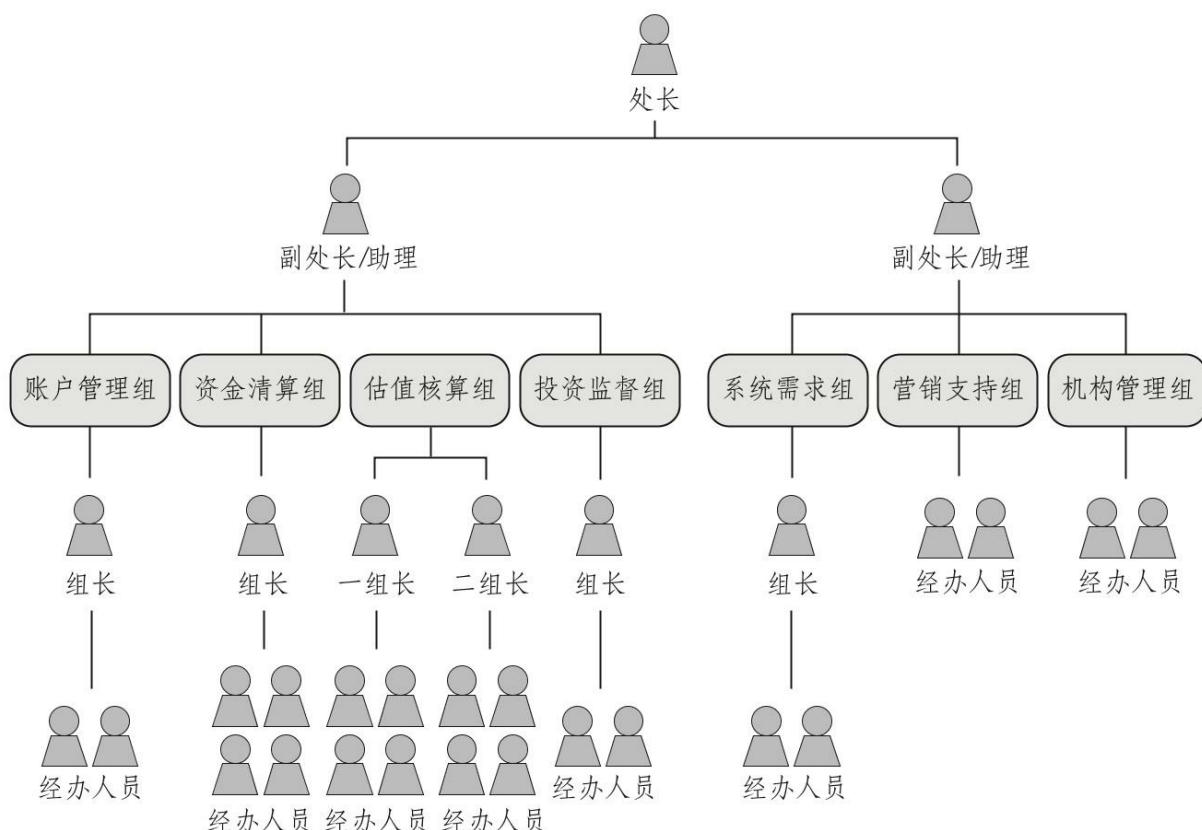 处长
副处长/助理
副处长/助理
账户管理组
资金清算组
估值核算组
投资监督组
系统需求组
营销支持组
机构管理组
组长
组长
一组长
二组长
组长
组长
经办人员
经办人员
经办人员
经办人员
经办人员
经办人员
经办人员
经办人员